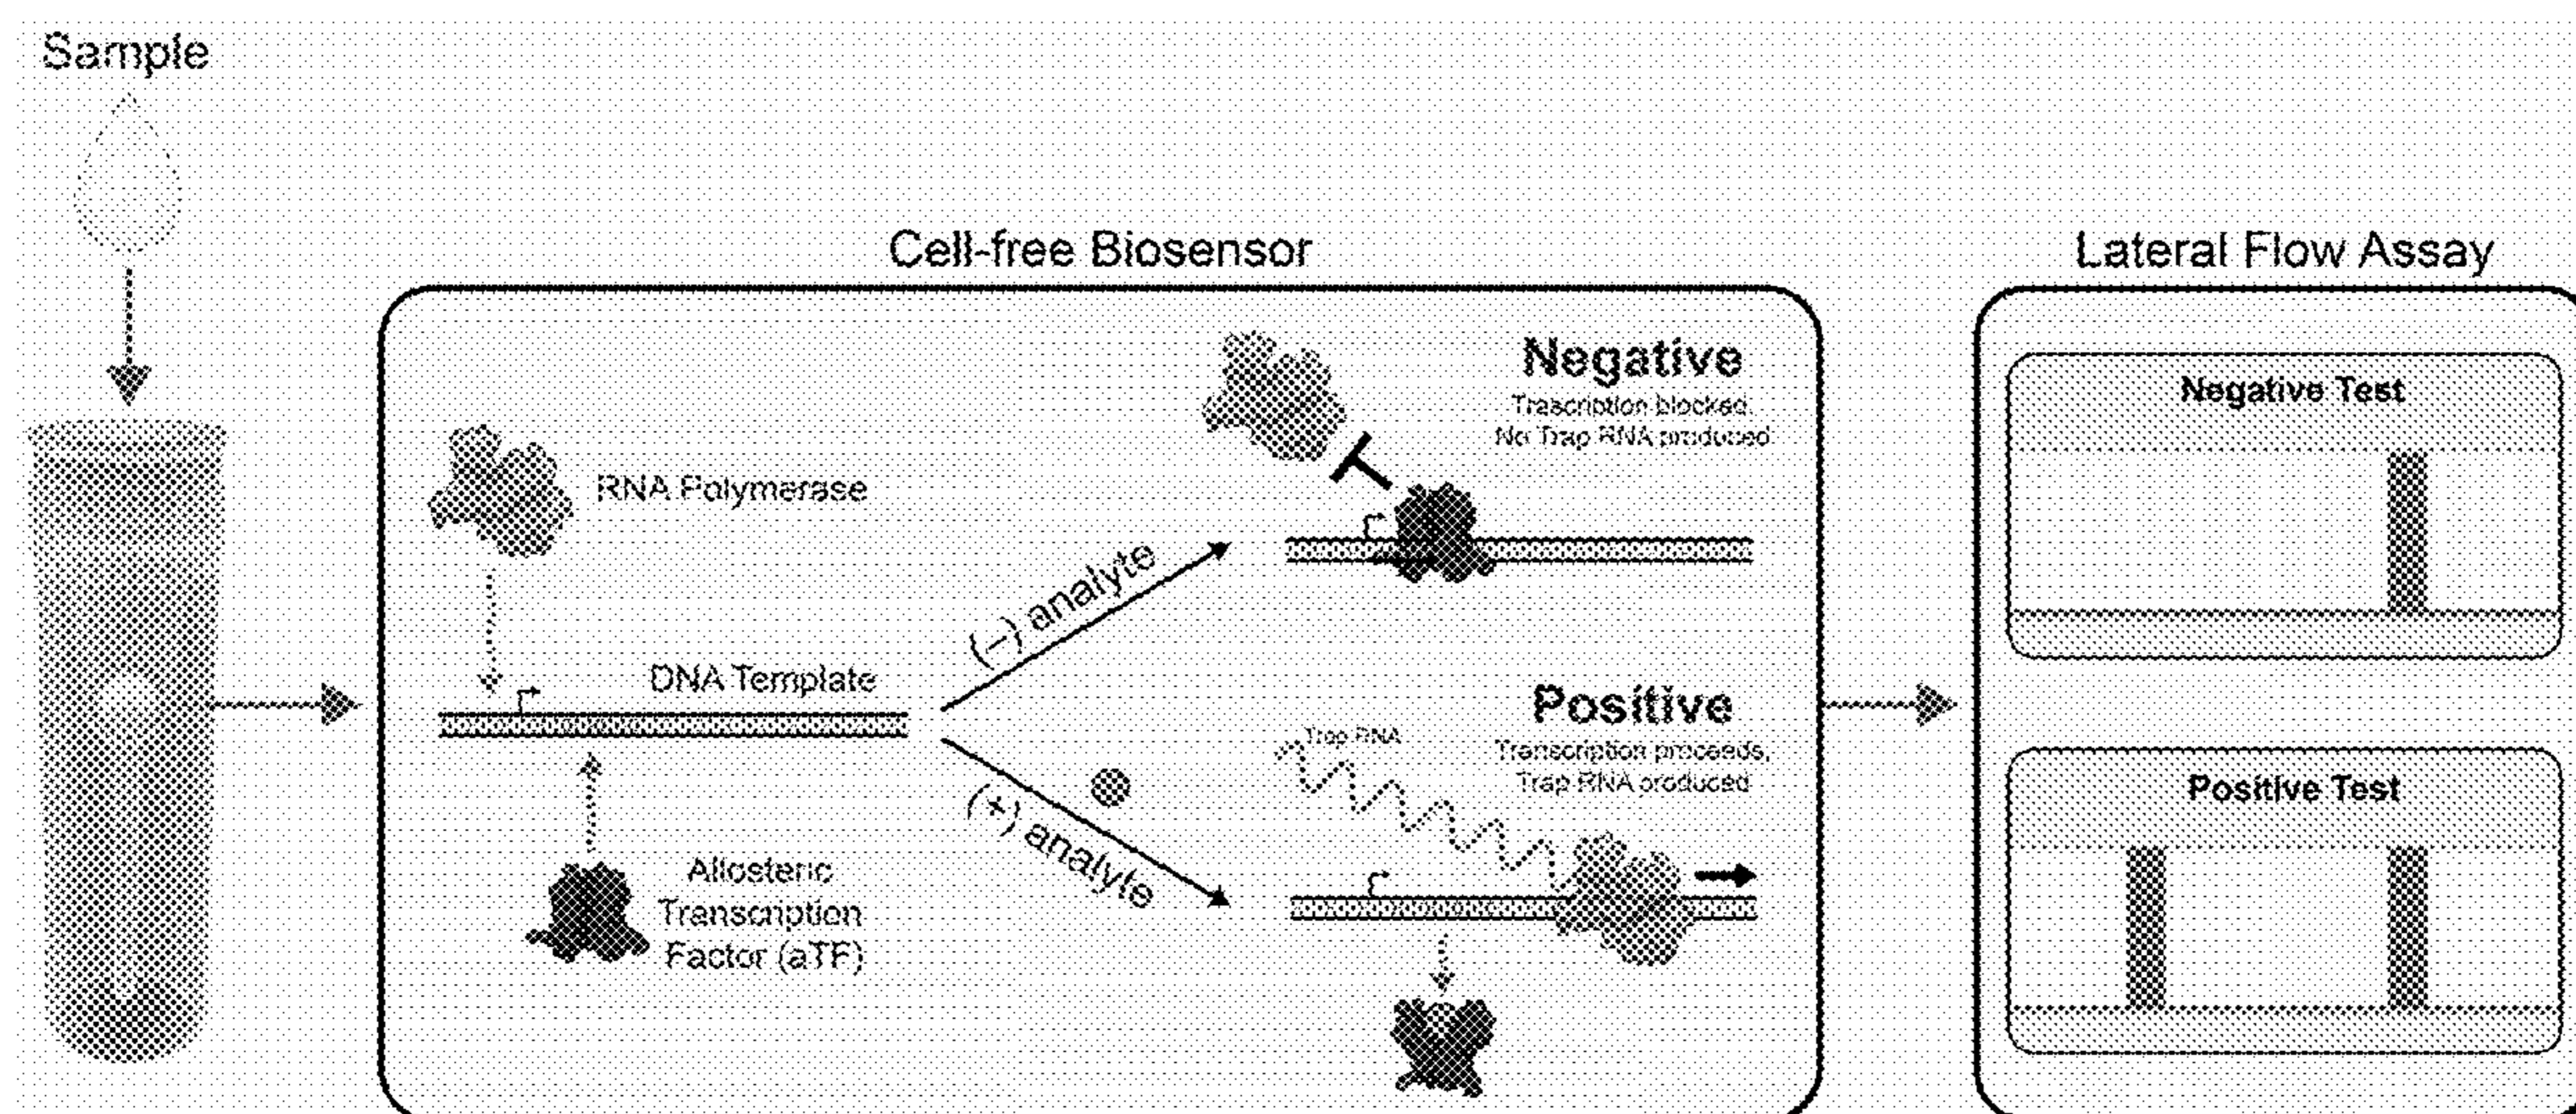 Sample
Cell-free Biosensor
Lateral Flow Assay
Negative
Trascription blocked,
No Trap RNA produced
RNA Polymerase
(−) analyte
DNA Template
Positive
Trap RNA
Transcription proceeds,
Trap RNA produced
(+) analyte
Allosteric
Transcription
Factor (aTF)
Negative Test
Positive Test